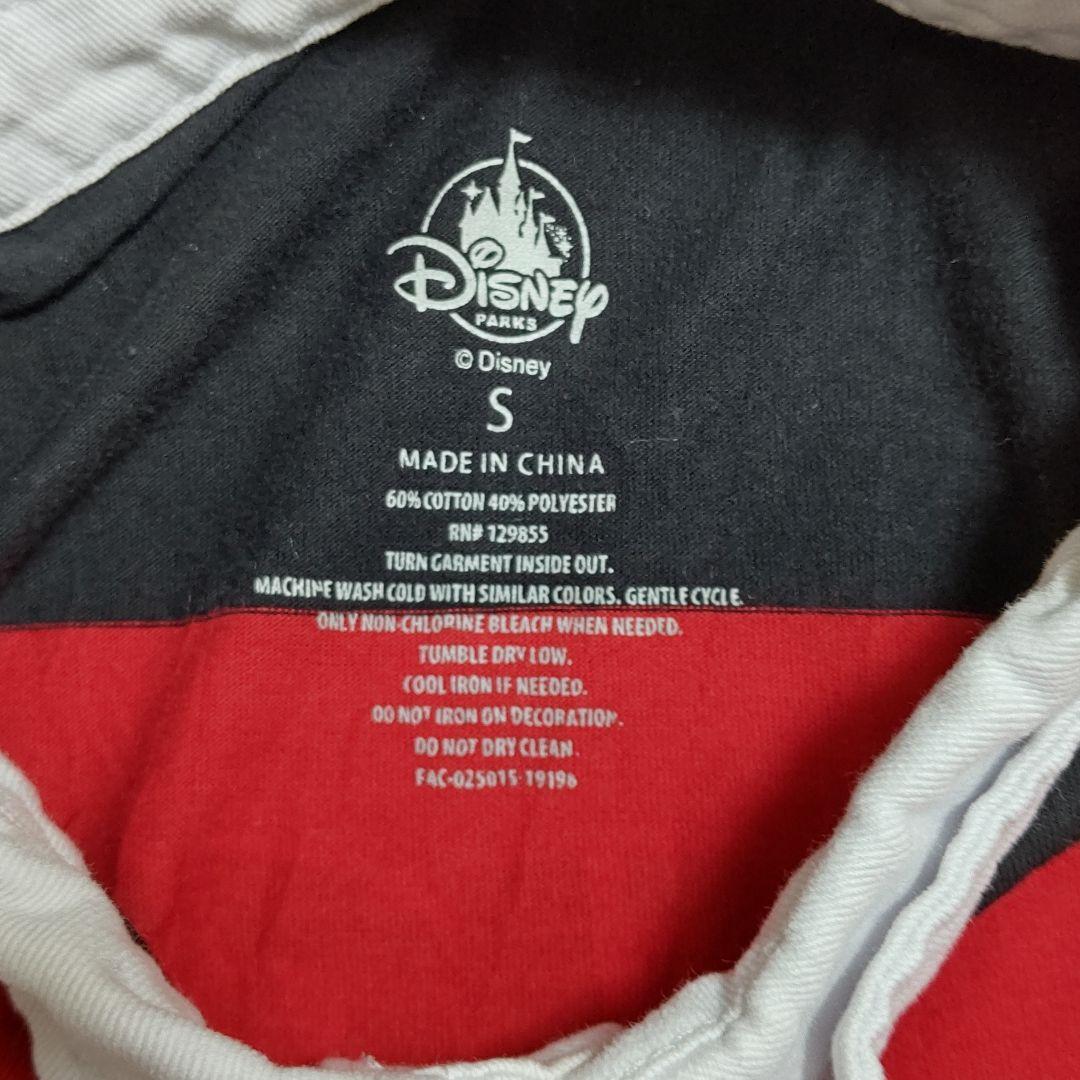 Disney
PARKS
© Disney
S
MADE IN CHINA
60% COTTON 40% POLYESTER
RN# 129855
TURN GARMENT INSIDE OUT.
MACHINE WASH COLD WITH SIMILAR COLORS. GENTLE CYCLE.
ONLY NON-CHLORINE BLEACH WHEN NEEDED.
TUMBLE DRY LOW.
COOL IRON IF NEEDED.
DO NOT IRON ON DECORATION.
DO NOT DRY CLEAN.
FAC-025015-19196